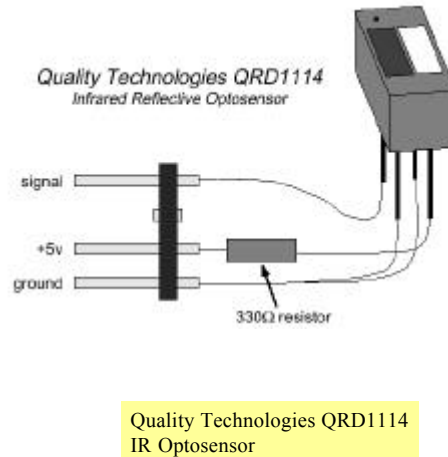 Quality Technologies QRD1114
Infrared Reflective Optosensor
signal
+5v
ground
330Ω resistor
Quality Technologies QRD1114
IR Optosensor